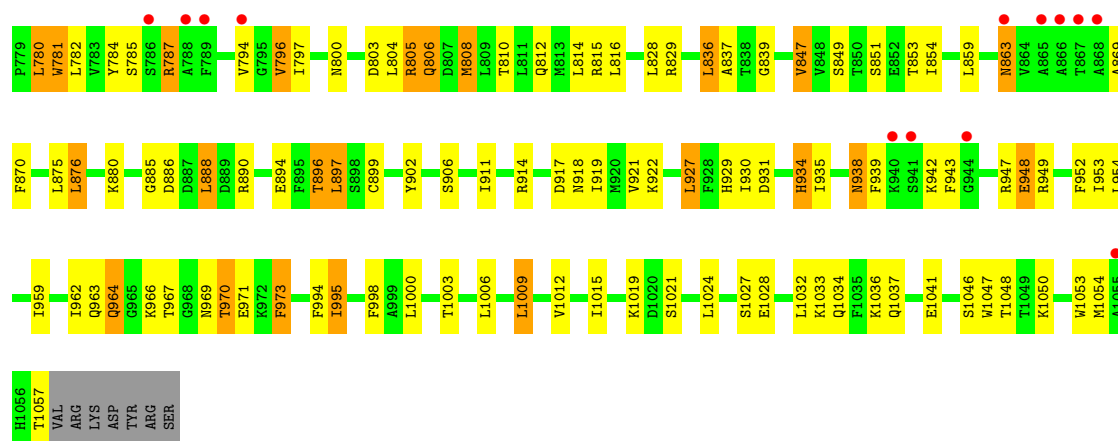 P779 L780 W781 L782 V783 Y784 S785 S786 R787 A788 F789 V794 G795 V796 I797 N800 D803 L804 R805 Q806 D807 M808 L809 T810 L811 Q812 M813 L814 R815 L816 L828 R829 L836 A837 T838 G839 V847 V848 S849 T850 S851 E852 T853 I854 L859 N863 V864 A865 A866 T867 A868 A869
F870 L875 L876 K880 G885 D886 D887 L888 D889 R890 E894 F895 T896 L897 S898 C899 Y902 S906 I911 R914 D917 N918 I919 M920 V921 K922 L927 F928 H929 I930 D931 H934 I935 N938 F939 K940 S941 K942 F943 G944 R947 E948 R949 F952 I953 L954
I959 I962 Q963 Q964 G965 K966 T967 G968 N969 T970 E971 K972 F973 F994 I995 F998 A999 L1000 T1003 L1006 L1009 V1012 I1015 K1019 D1020 S1021 L1024 S1027 E1028 L1032 K1033 Q1034 F1035 K1036 Q1037 E1041 S1046 W1047 T1048 T1049 K1050 W1053 M1054 A1055
H1056 T1057 VAL ARG LYS ASP TYR ARG SER